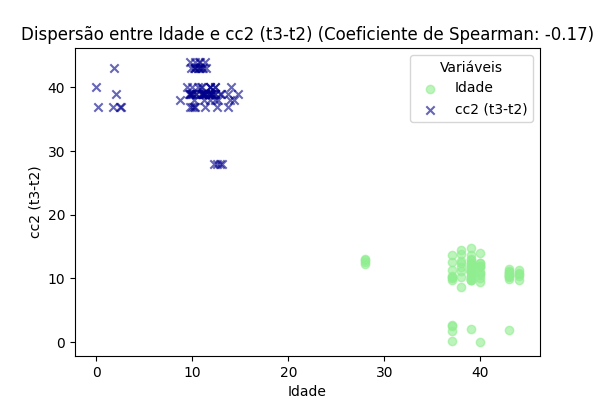 Dispersão entre Idade e cc2 (t3-t2) (Coeficiente de Spearman: -0.17)
Variáveis
Idade
cc2 (t3-t2)
cc2 (t3-t2)
40
30
20
10
0
0 10 20 30 40
Idade